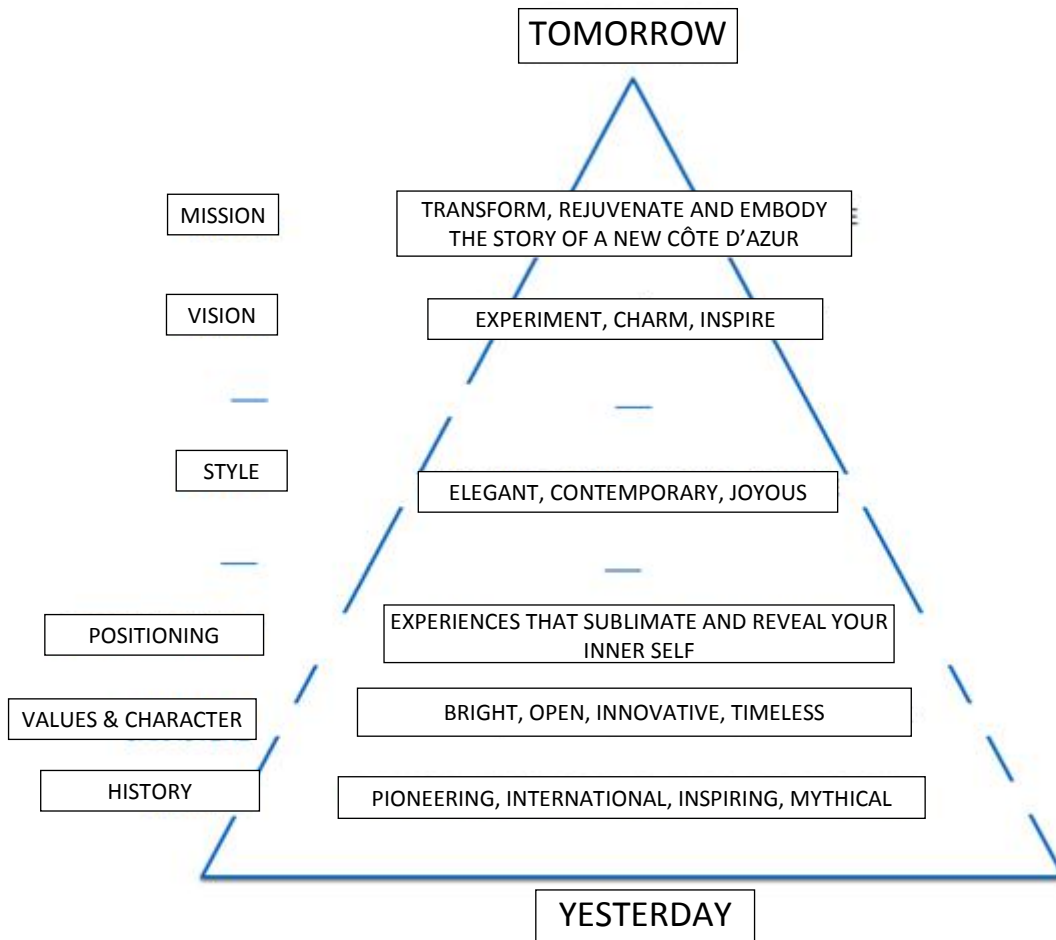 TOMORROW
MISSION
TRANSFORM, REJUVENATE AND EMBODY
THE STORY OF A NEW CÔTE D’AZUR
VISION
EXPERIMENT, CHARM, INSPIRE
STYLE
ELEGANT, CONTEMPORARY, JOYOUS
POSITIONING
EXPERIENCES THAT SUBLIMATE AND REVEAL YOUR
INNER SELF
VALUES & CHARACTER
BRIGHT, OPEN, INNOVATIVE, TIMELESS
HISTORY
PIONEERING, INTERNATIONAL, INSPIRING, MYTHICAL
YESTERDAY